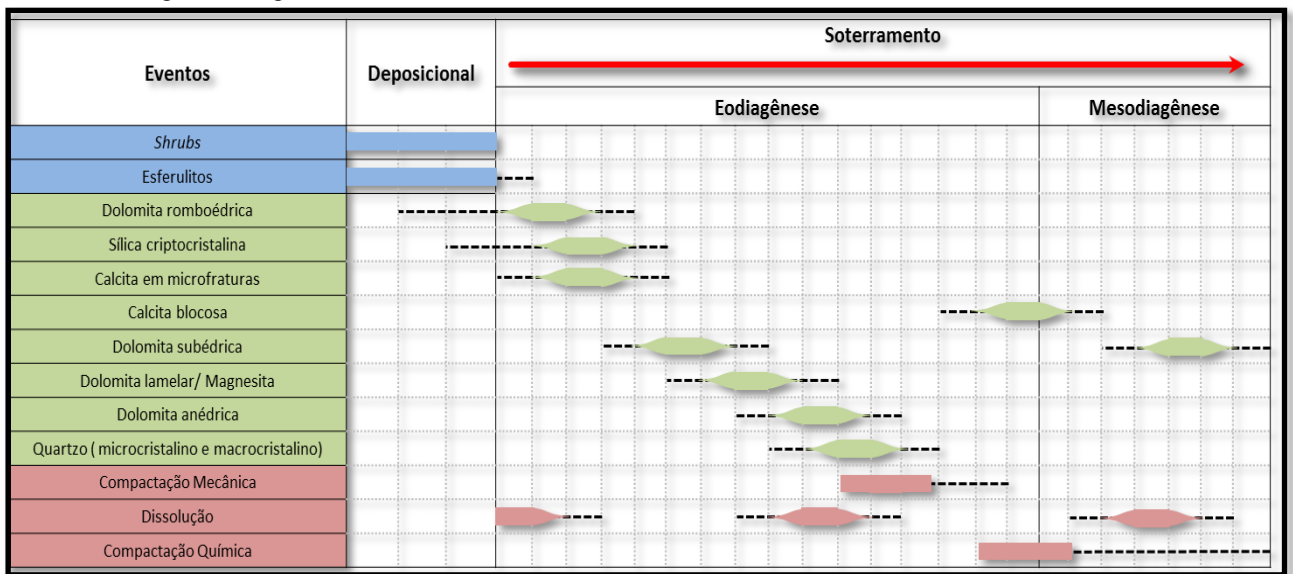 Eventos
Deposicional
Soterramento
Eodiagênese
Mesodiagênese
Shrubs
Esferulitos
Dolomita romboédrica
Sílica criptocristalina
Calcita em microfraturas
Calcita blocosa
Dolomita subédrica
Dolomita lamelar/ Magnesita
Dolomita anédrica
Quartzo ( microcristalino e macrocristalino)
Compactação Mecânica
Dissolução
Compactação Química